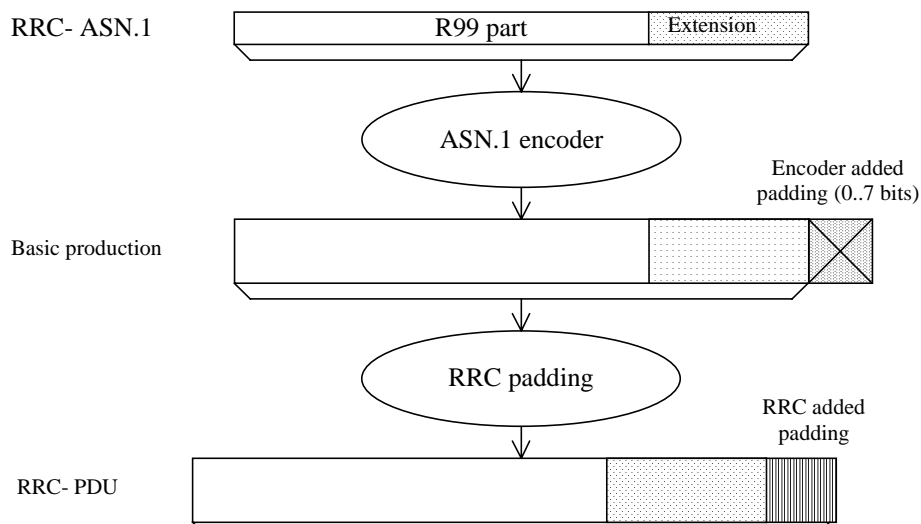 RRC- ASN.1
R99 part
Extension
ASN.1 encoder
Encoder added
padding (0..7 bits)
Basic production
RRC padding
RRC added
padding
RRC- PDU